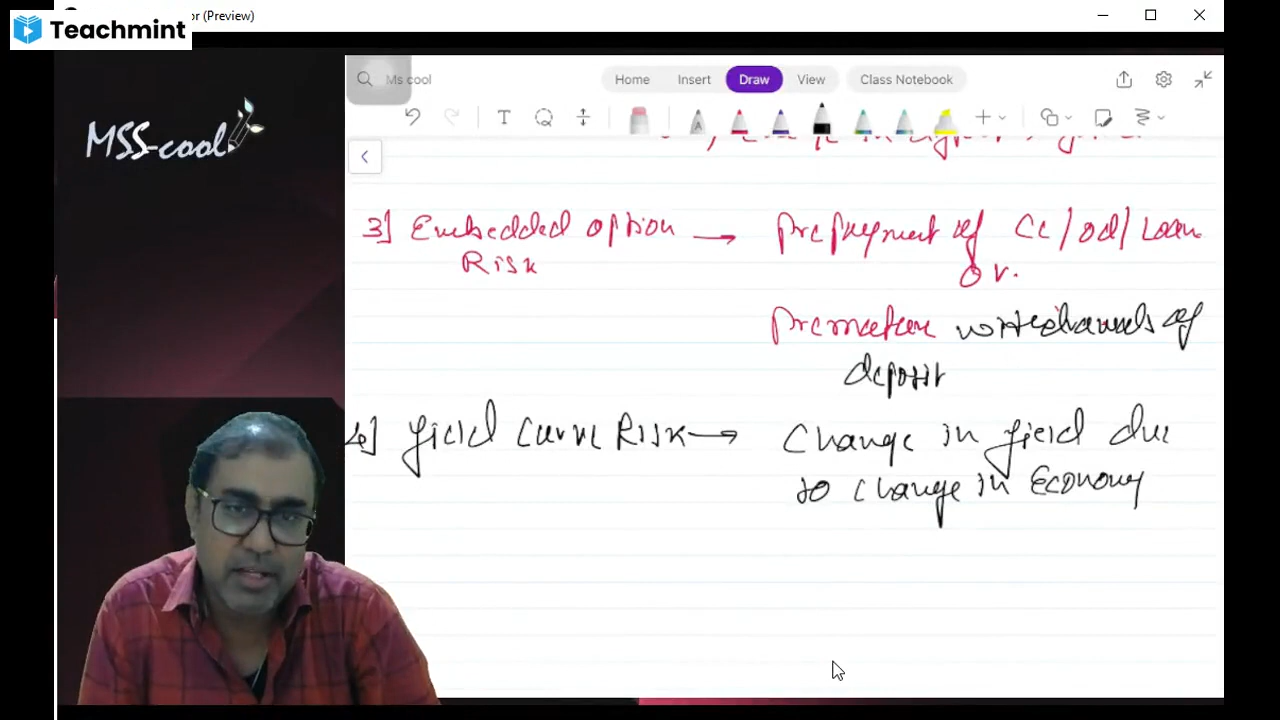 Teachmint
or (Preview)
MSS-cool
Ms cool
Home Insert Draw View Class Notebook
3] Embedded option → Prepayment of CC/od/Loan
Risk
Or.
Premature withdrawals of
deposit
4] Yield Curve Risk → Change in yield due
to change in Economy